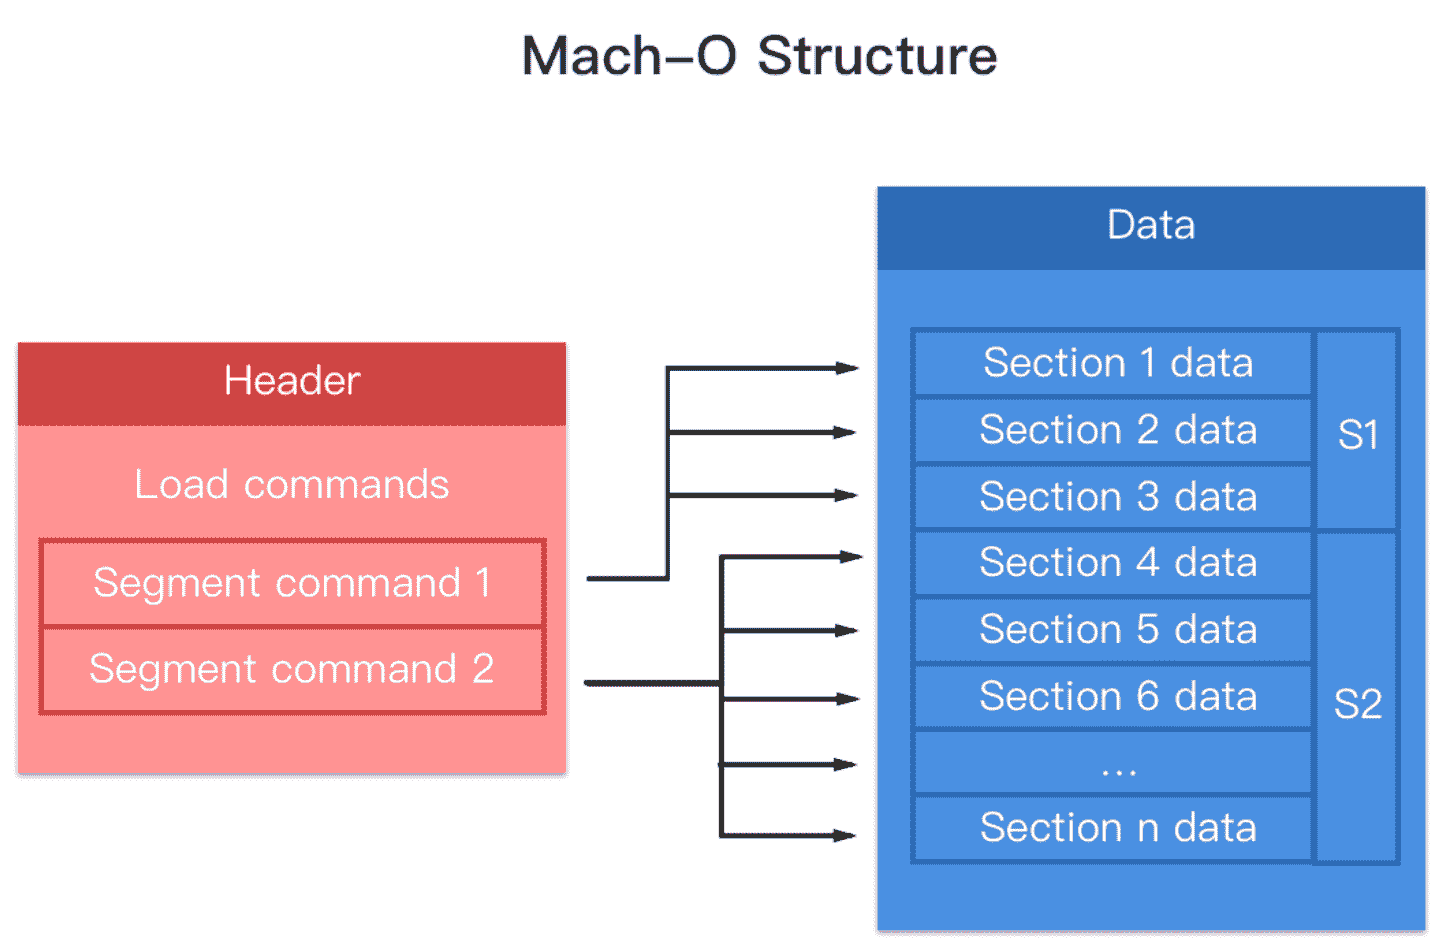 Mach–O Structure
Header
Load commands
Segment command 1
Segment command 2
Data
Section 1 data
Section 2 data
Section 3 data
S1
Section 4 data
Section 5 data
Section 6 data
...
Section n data
S2